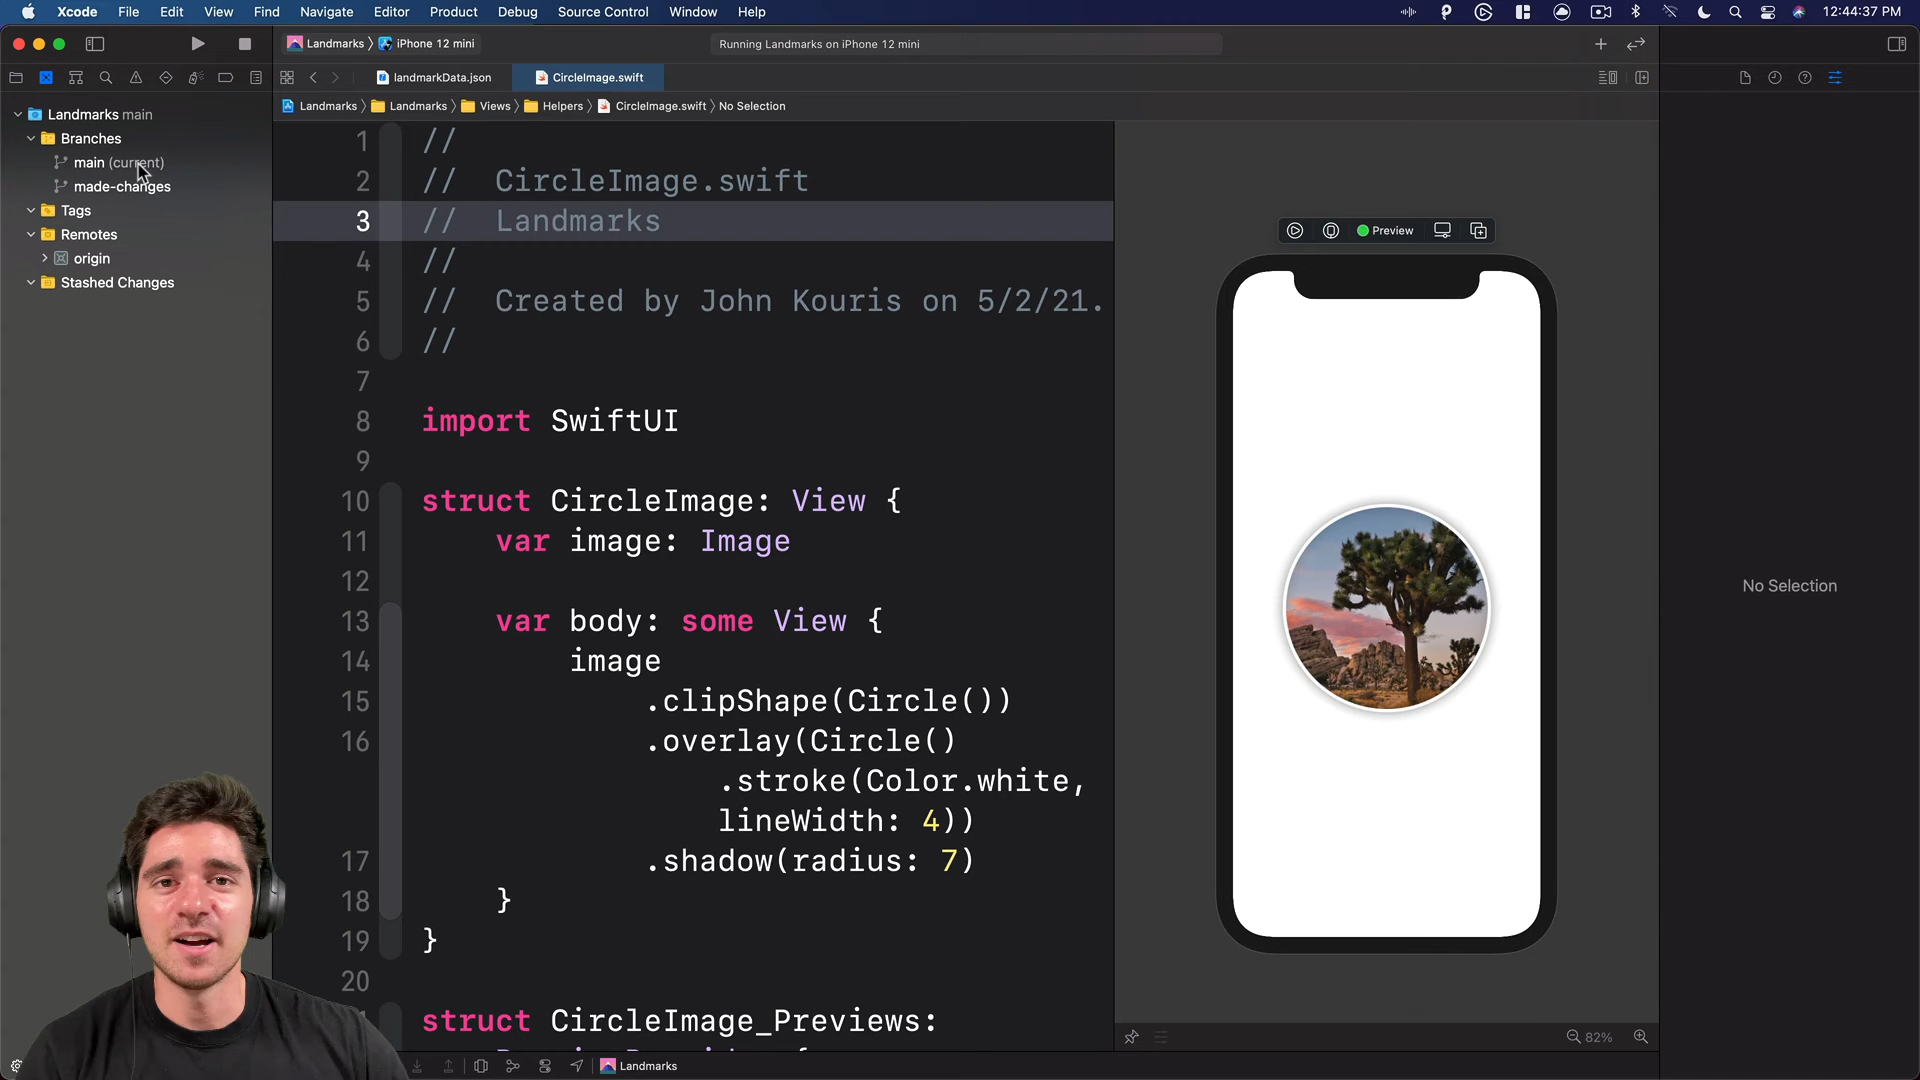 Xcode File Edit View Find Navigate Editor Product Debug Source Control Window Help 12:44:37 PM
Landmarks iPhone 12 mini
Running Landmarks on iPhone 12 mini
landmarkData.json
CircleImage.swift
Landmarks Landmarks Views Helpers CircleImage.swift No Selection
Landmarks main
Branches
main (current)
made-changes
Tags
Remotes
origin
Stashed Changes
1 //
2 // CircleImage.swift
3 // Landmarks
4 //
5 // Created by John Kouris on 5/2/21.
6 //
7
8 import SwiftUI
9
10 struct CircleImage: View {
11 var image: Image
12
13 var body: some View {
14 image
15 .clipShape(Circle())
16 .overlay(Circle()
.stroke(Color.white,
lineWidth: 4))
17 .shadow(radius: 7)
18 }
19 }
20
struct CircleImage_Previews:
Preview
No Selection
82%
Landmarks